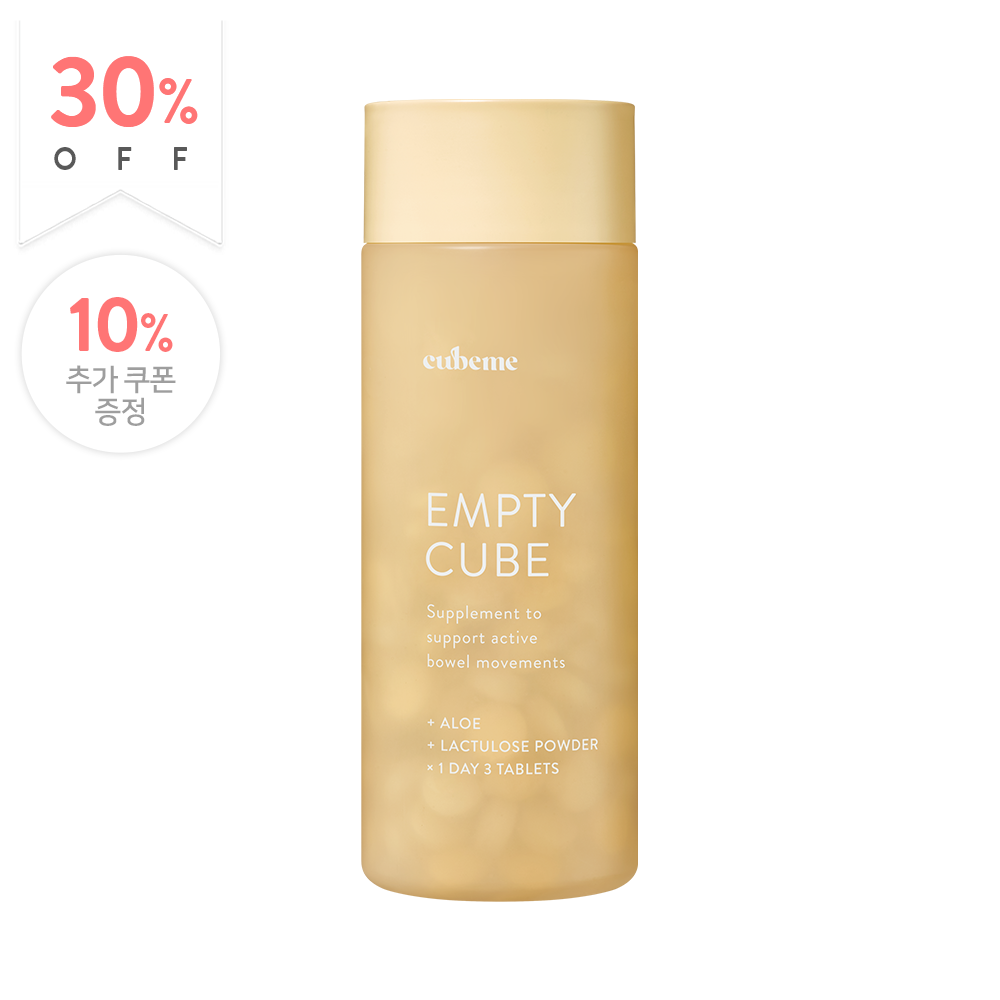 30%
OFF
10%
추가 쿠폰
증정
cubeme
EMPTY
CUBE
Supplement to
support active
bowel movements
+ ALOE
+ LACTULOSE POWDER
× 1 DAY 3 TABLETS